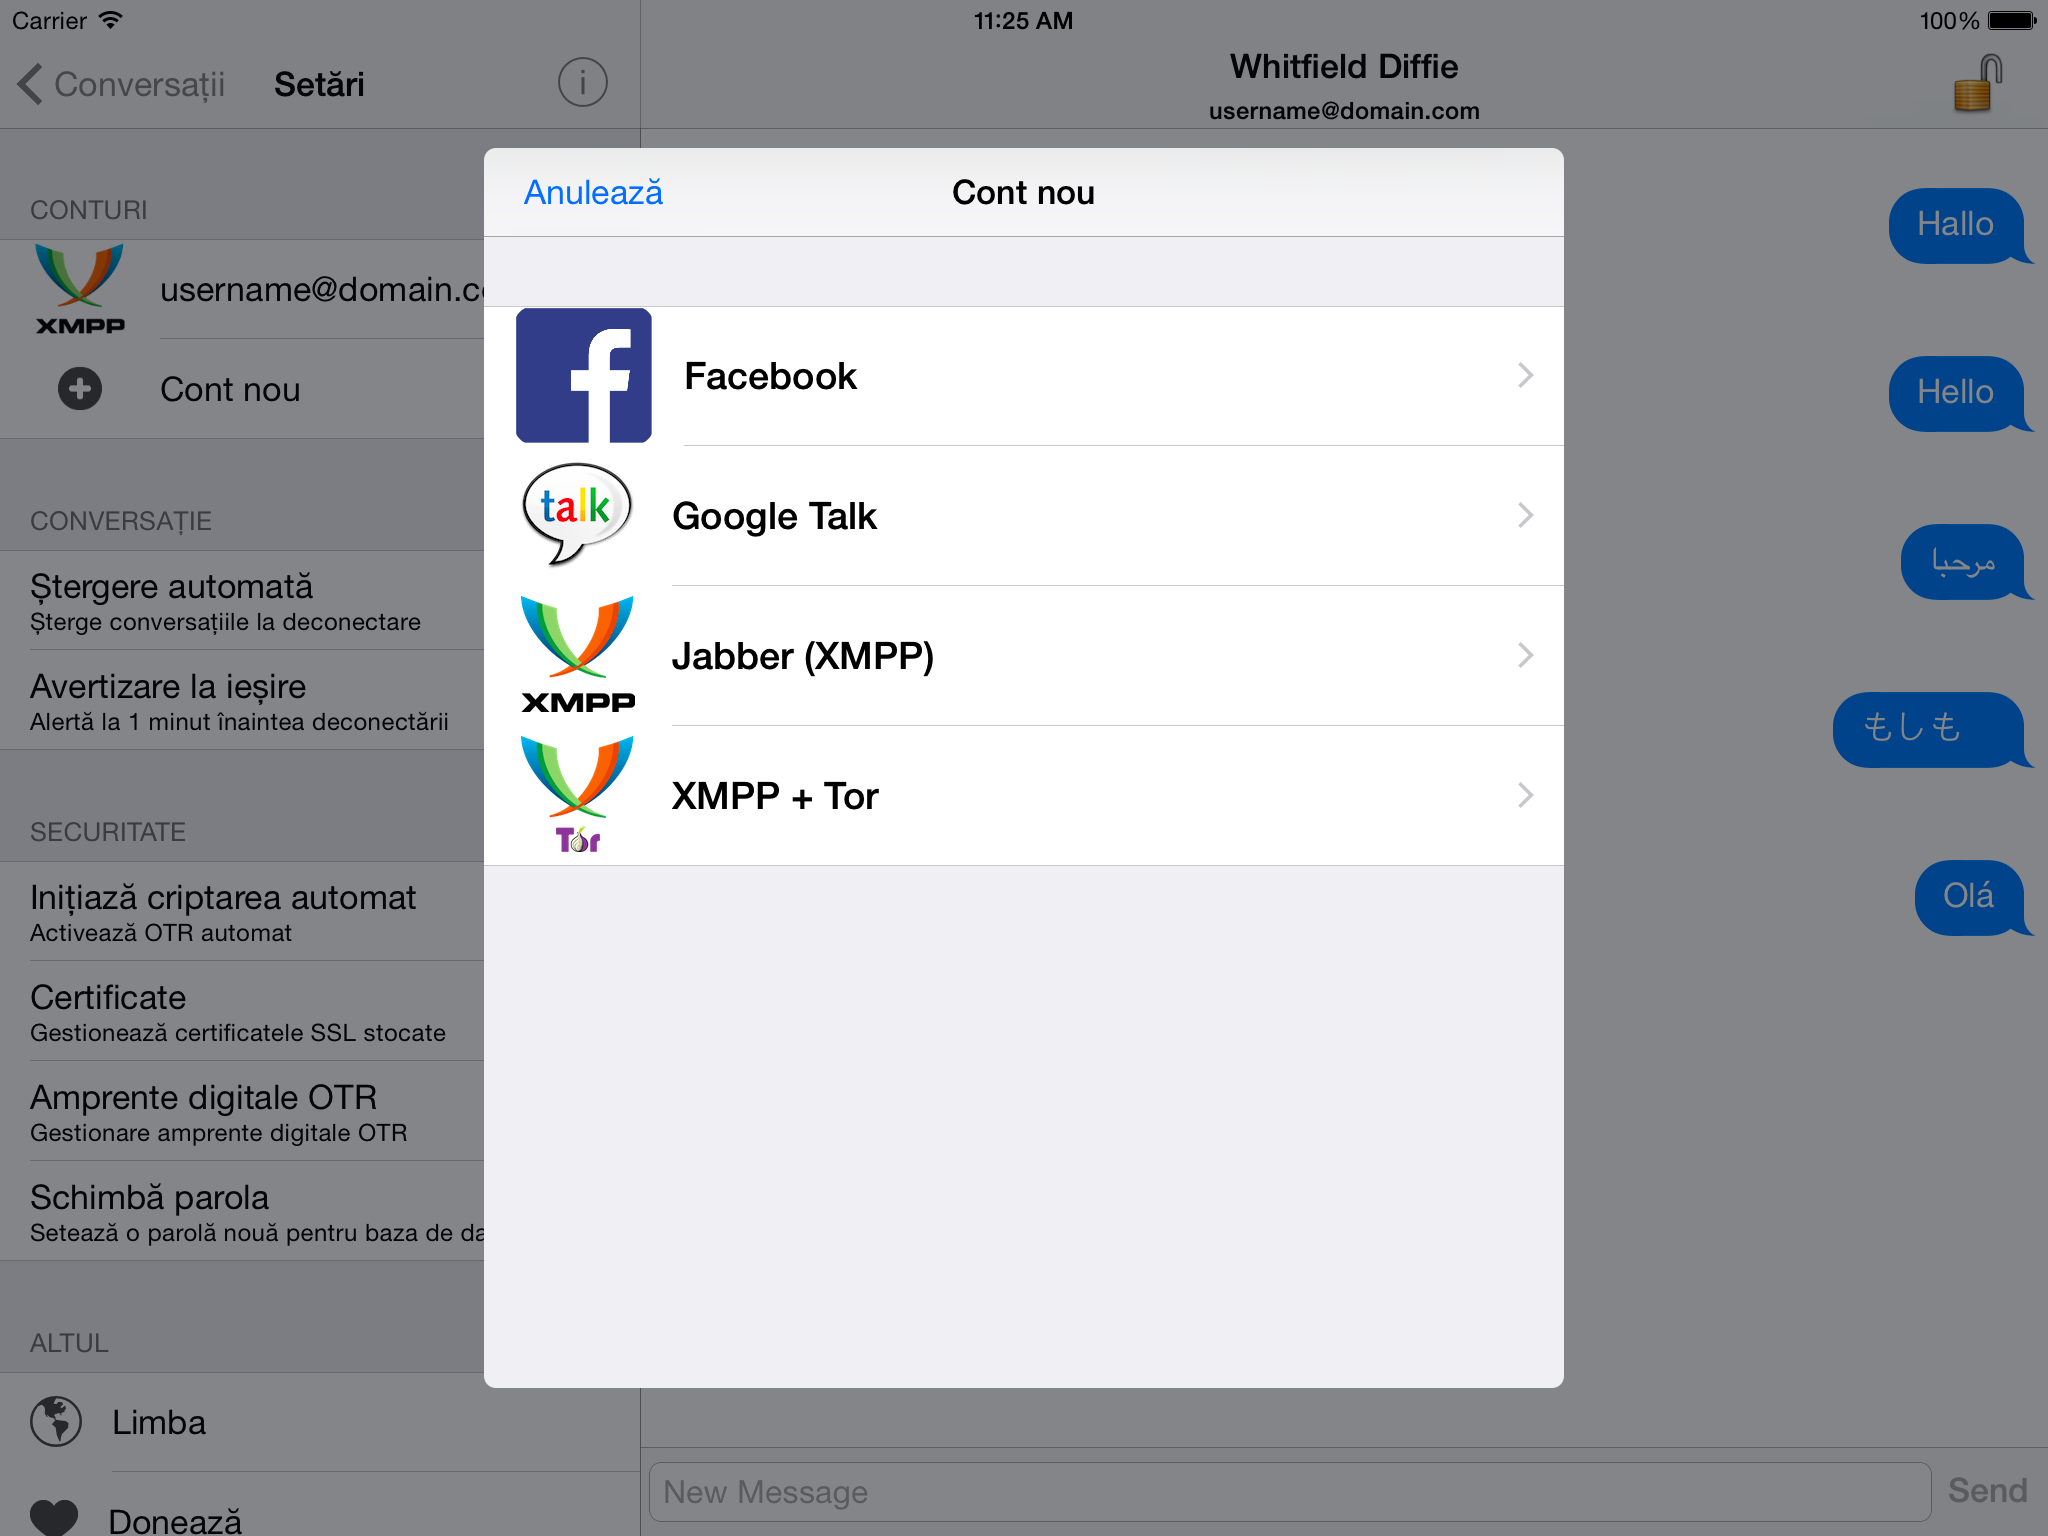 Carrier
11:25 AM
100%
Conversații
Setări
Whitfield Diffie
username@domain.com
CONTURI
XMPP
username@domain.c
Cont nou
CONVERSAȚIE
Ștergere automată
Șterge conversațiile la deconectare
Avertizare la ieșire
Alertă la 1 minut înaintea deconectării
SECURITATE
Inițiază criptarea automat
Activează OTR automat
Certificate
Gestionează certificatele SSL stocate
Amprente digitale OTR
Gestionare amprente digitale OTR
Schimbă parola
Setează o parolă nouă pentru baza de da
ALTUL
Limba
Donează
Anulează
Cont nou
Facebook
talk
Google Talk
XMPP
Jabber (XMPP)
Tor
XMPP + Tor
Hallo
Hello
مرحبا
もしも
Olá
New Message
Send